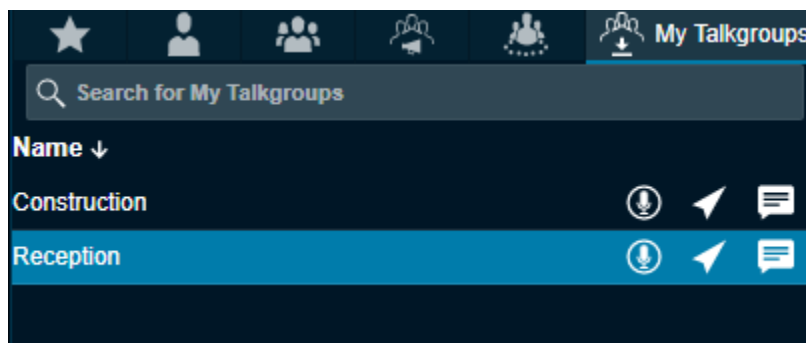 My Talkgroups
Search for My Talkgroups
Name ↓
Construction
Reception